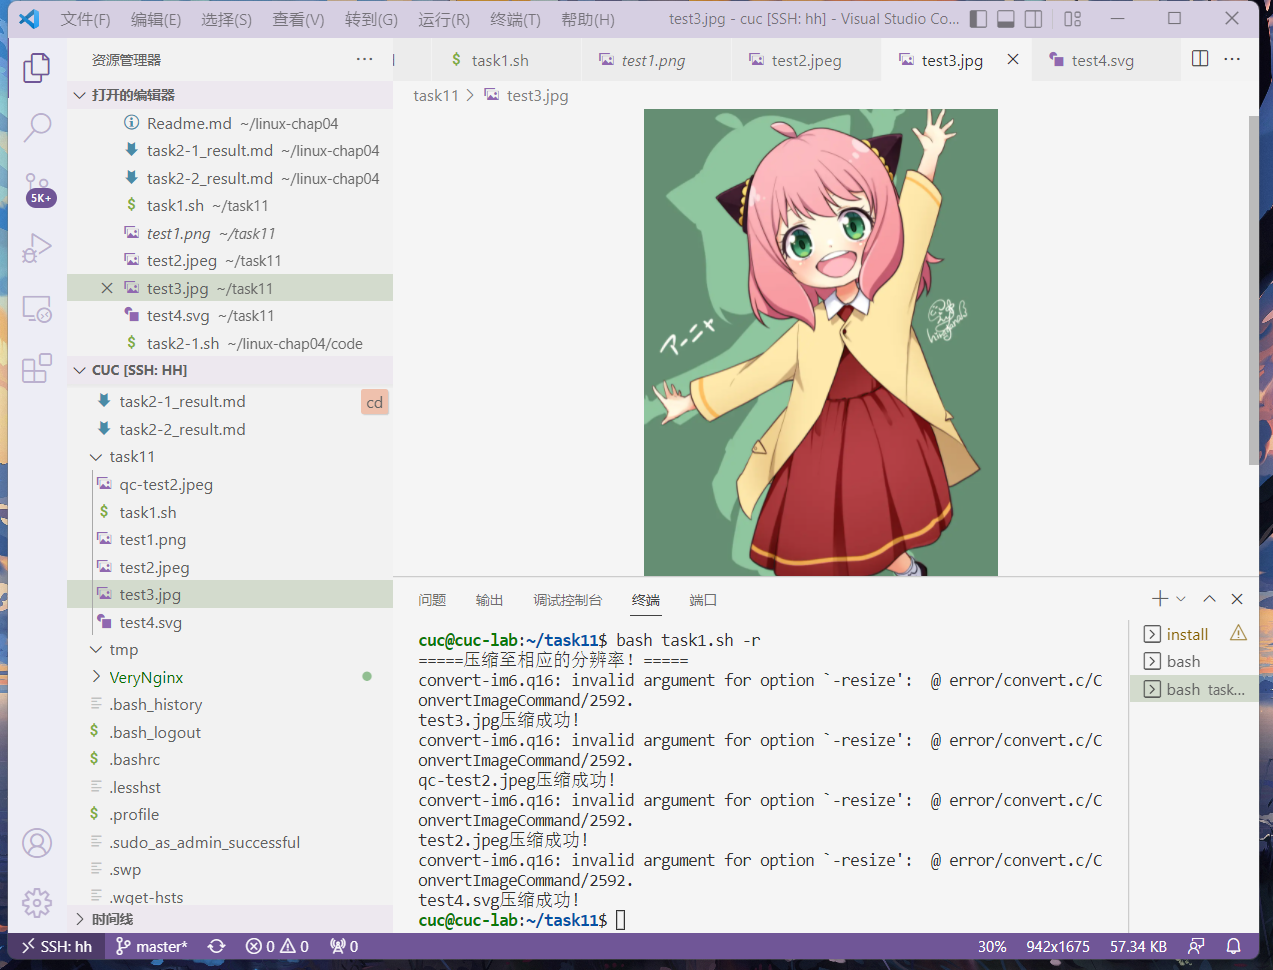 文件(F) 编辑(E) 选择(S) 查看(V) 转到(G) 运行(R) 终端(T) 帮助(H) test3.jpg - cuc [SSH: hh] - Visual Studio Co...
资源管理器
task1.sh test1.png test2.jpeg test3.jpg test4.svg
task11 > test3.jpg
打开的编辑器
Readme.md ~/linux-chap04
task2-1_result.md ~/linux-chap04
task2-2_result.md ~/linux-chap04
task1.sh ~/task11
test1.png ~/task11
test2.jpeg ~/task11
test3.jpg ~/task11
test4.svg ~/task11
task2-1.sh ~/linux-chap04/code
5K+
CUC [SSH: HH]
task2-1_result.md
cd
task2-2_result.md
task11
qc-test2.jpeg
task1.sh
test1.png
test2.jpeg
test3.jpg
test4.svg
tmp
VeryNginx
.bash_history
.bash_logout
.bashrc
.lesshst
.profile
.sudo_as_admin_successful
.swp
.wget-hsts
时间线
アーニャ
问题 输出 调试控制台 终端 端口
cuc@cuc-lab:~/task11$ bash task1.sh -r
=====压缩至相应的分辨率! =====
convert-im6.q16: invalid argument for option `-resize':  @ error/convert.c/C
onvertImageCommand/2592.
test3.jpg压缩成功!
convert-im6.q16: invalid argument for option `-resize':  @ error/convert.c/C
onvertImageCommand/2592.
qc-test2.jpeg压缩成功!
convert-im6.q16: invalid argument for option `-resize':  @ error/convert.c/C
onvertImageCommand/2592.
test2.jpeg压缩成功!
convert-im6.q16: invalid argument for option `-resize':  @ error/convert.c/C
onvertImageCommand/2592.
test4.svg压缩成功!
cuc@cuc-lab:~/task11$
install
bash
bash task...
SSH: hh master* 0 0 0 30% 942x1675 57.34 KB